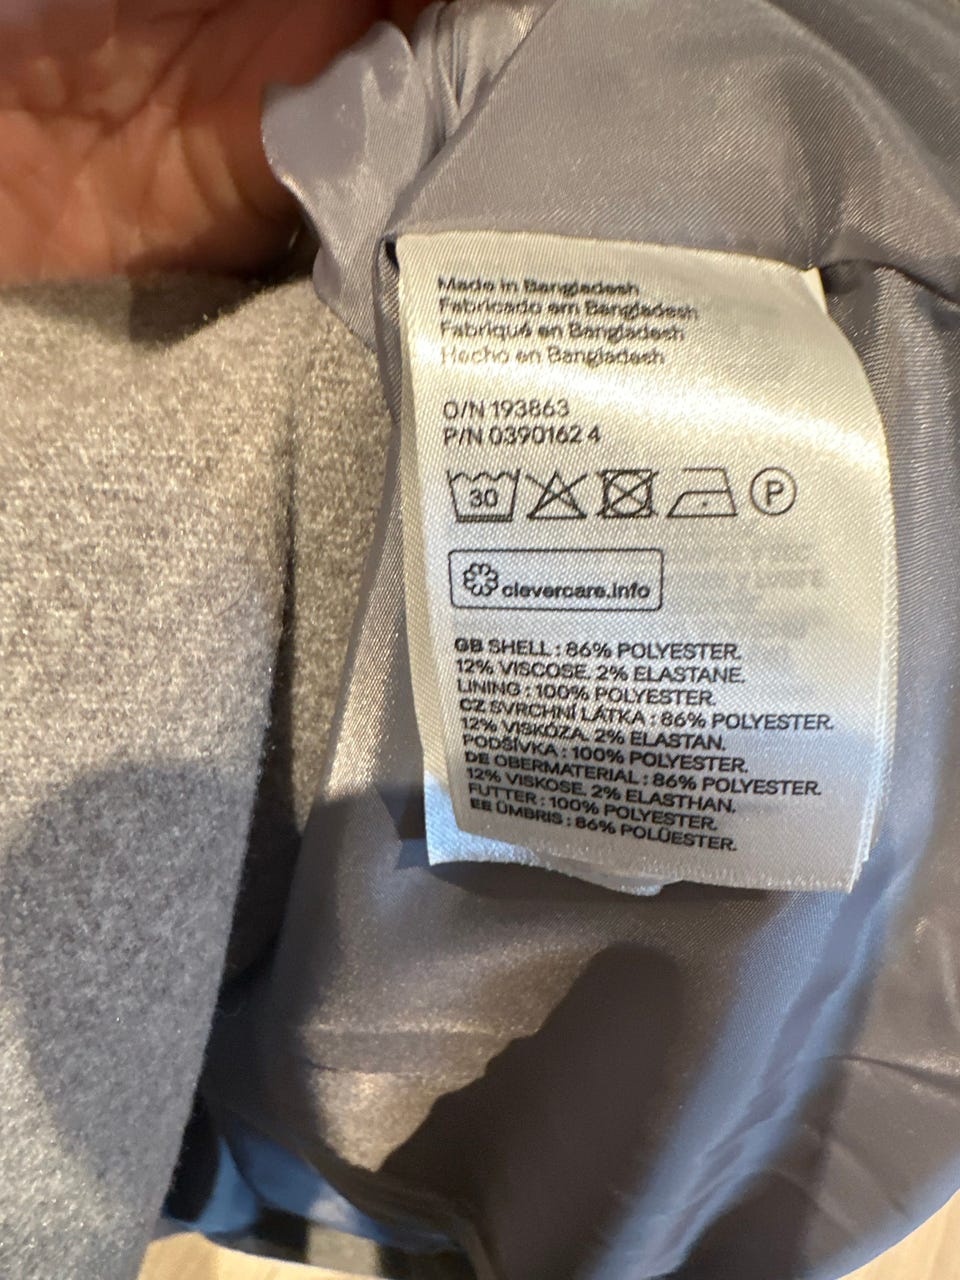 Made in Bangladesh
Fabricado em Bangladesh
Fabriqué en Bangladesh
Hecho en Bangladesh
O/N 193863
P/N 0390162 4
30
P
clevercare.info
GB SHELL : 86% POLYESTER.
12% VISCOSE. 2% ELASTANE.
LINING : 100% POLYESTER.
CZ SVRCHNÍ LÁTKA : 86% POLYESTER.
12% VISKÓZA. 2% ELASTAN.
PODŠÍVKA : 100% POLYESTER.
DE OBERMATERIAL : 86% POLYESTER.
12% VISKOSE. 2% ELASTHAN.
FUTTER : 100% POLYESTER.
EE ÜMBRIS : 86% POLÜESTER.